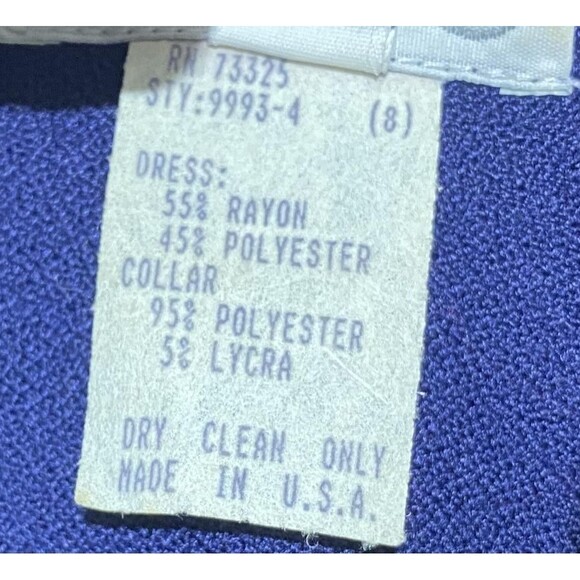 RN 73325
STY:9993-4 (8)
DRESS:
55% RAYON
45% POLYESTER
COLLAR
95% POLYESTER
5% LYCRA
DRY CLEAN ONLY
MADE IN U.S.A.